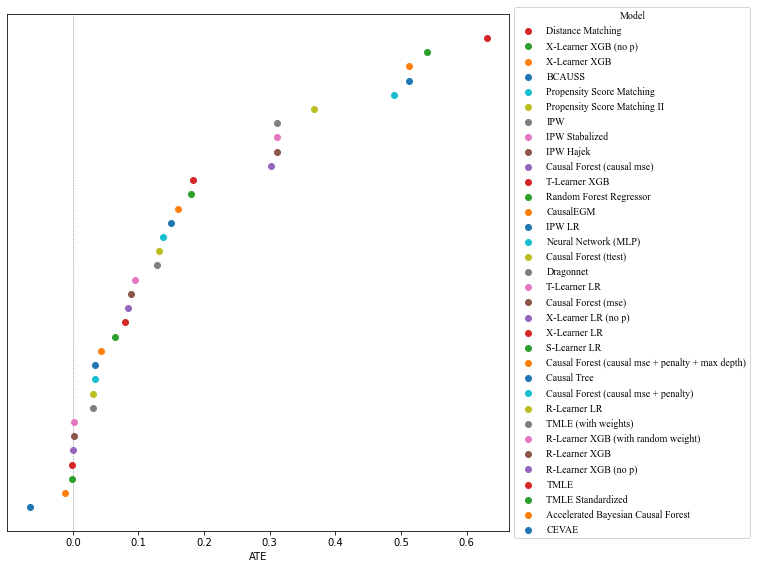 Model
Distance Matching
X-Learner XGB (no p)
X-Learner XGB
BCAUSS
Propensity Score Matching
Propensity Score Matching II
IPW
IPW Stabalized
IPW Hajek
Causal Forest (causal mse)
T-Learner XGB
Random Forest Regressor
CausalEGM
IPW LR
Neural Network (MLP)
Causal Forest (ttest)
Dragonnet
T-Learner LR
Causal Forest (mse)
X-Learner LR (no p)
X-Learner LR
S-Learner LR
Causal Forest (causal mse + penalty + max depth)
Causal Tree
Causal Forest (causal mse + penalty)
R-Learner LR
TMLE (with weights)
R-Learner XGB (with random weight)
R-Learner XGB
R-Learner XGB (no p)
TMLE
TMLE Standardized
Accelerated Bayesian Causal Forest
CEVAE
0.0 0.1 0.2 0.3 0.4 0.5 0.6
ATE